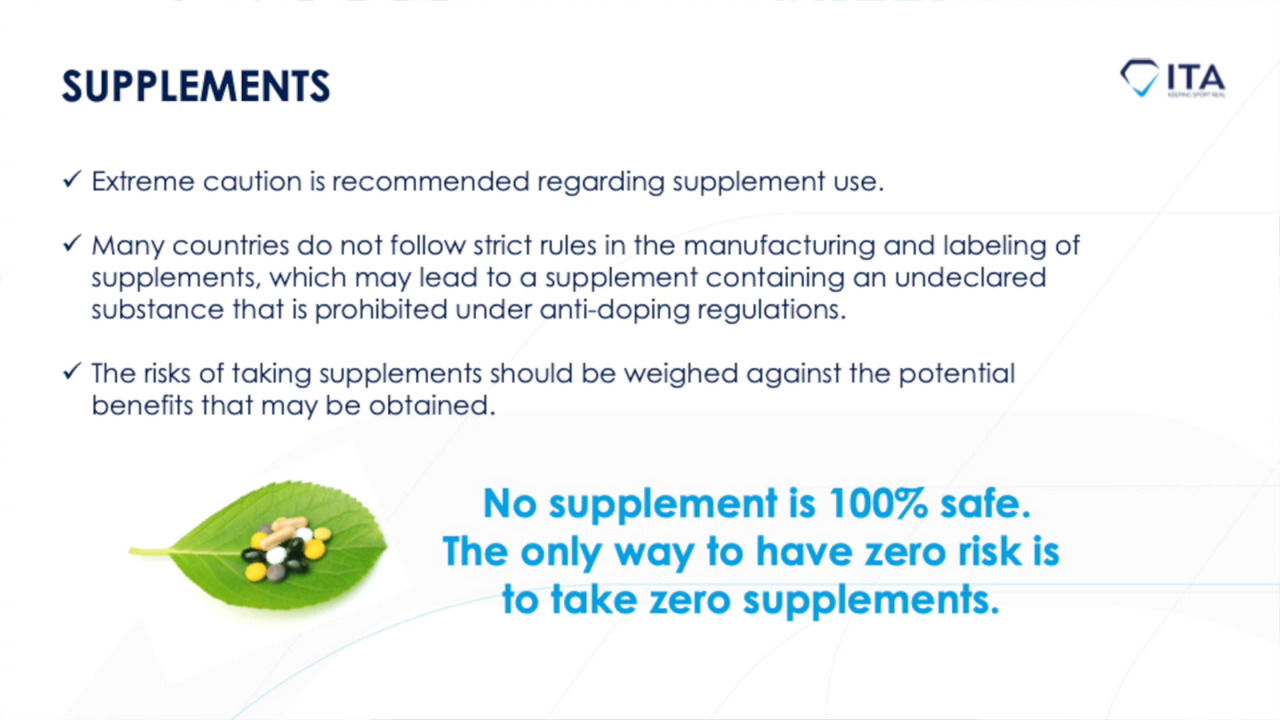 SUPPLEMENTS
ITA
KEEPING SPORT REAL
✓ Extreme caution is recommended regarding supplement use.
✓ Many countries do not follow strict rules in the manufacturing and labeling of
supplements, which may lead to a supplement containing an undeclared
substance that is prohibited under anti-doping regulations.
✓ The risks of taking supplements should be weighed against the potential
benefits that may be obtained.
No supplement is 100% safe.
The only way to have zero risk is
to take zero supplements.